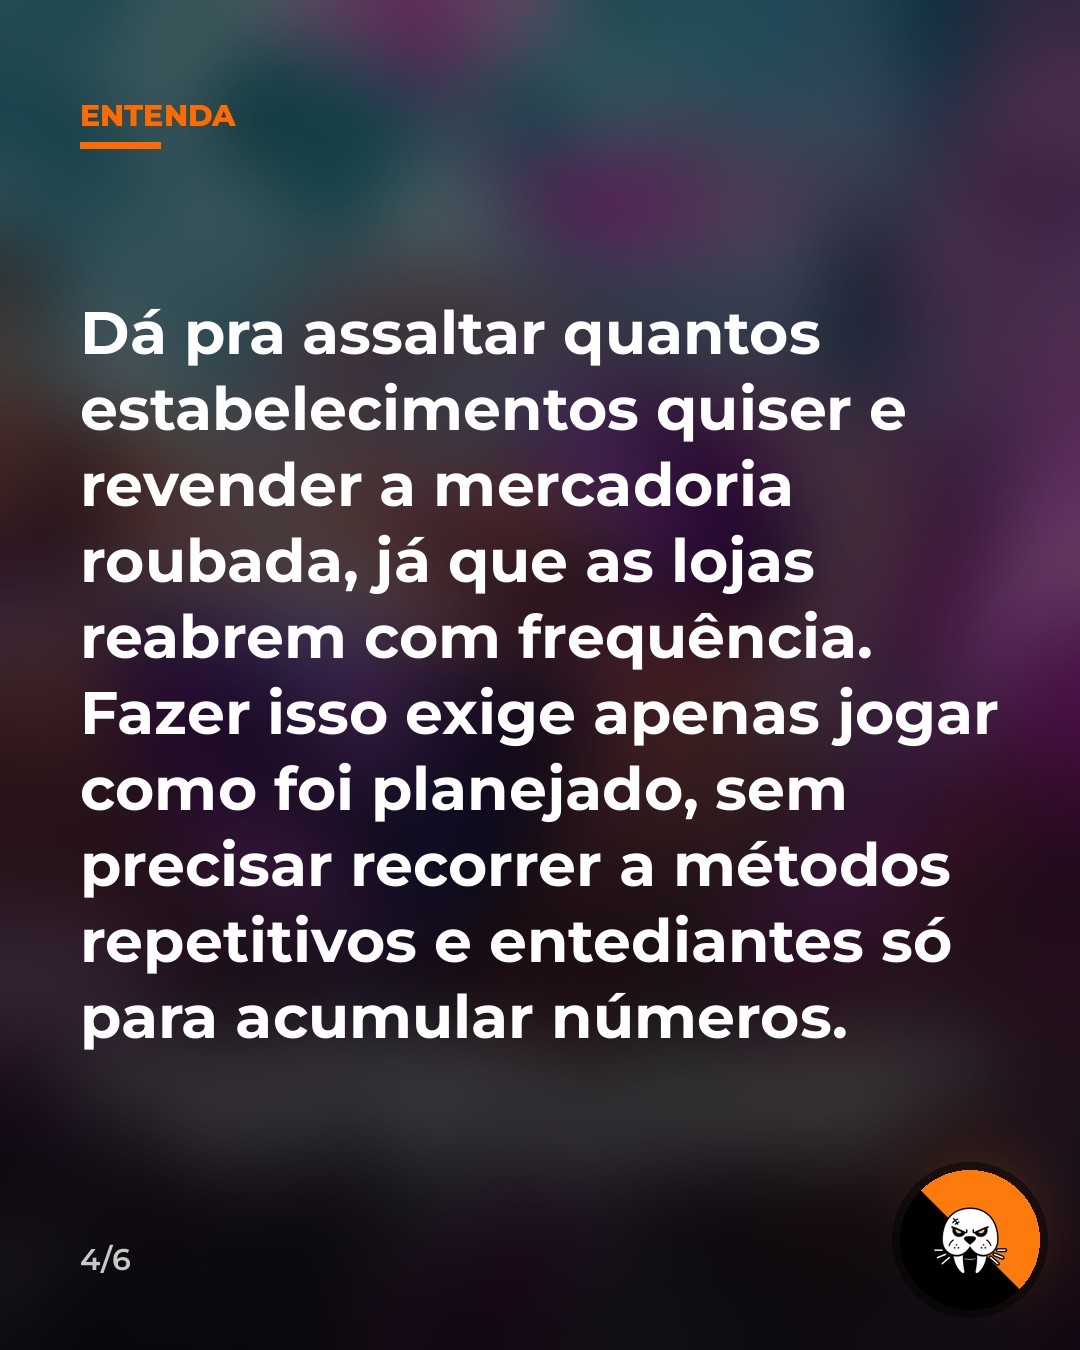 ENTENDA
Dá pra assaltar quantos
estabelecimentos quiser e
revender a mercadoria
roubada, já que as lojas
reabrem com frequência.
Fazer isso exige apenas jogar
como foi planejado, sem
precisar recorrer a métodos
repetitivos e entediantes só
para acumular números.
4/6